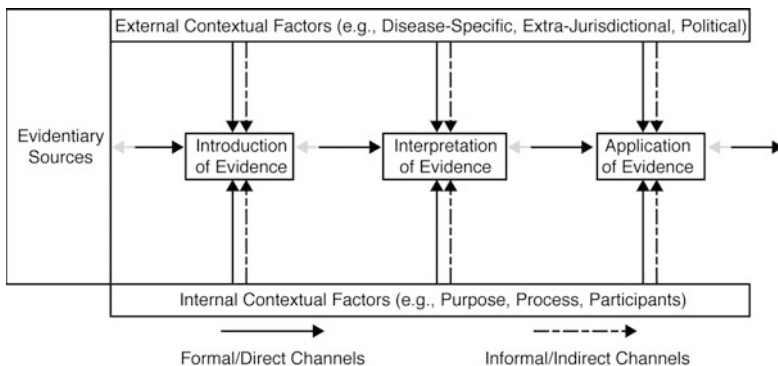 External Contextual Factors (e.g., Disease-Specific, Extra-Jurisdictional, Political)
Evidentiary
Sources
Introduction
of Evidence
Interpretation
of Evidence
Application
of Evidence
Internal Contextual Factors (e.g., Purpose, Process, Participants)
Formal/Direct Channels
Informal/Indirect Channels